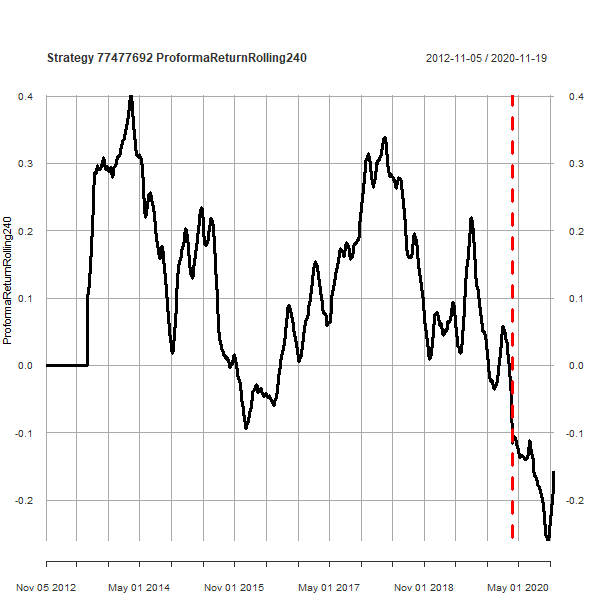 Strategy 77477692 ProformaReturnRolling240
2012-11-05 / 2020-11-19
ProformaReturnRolling240
0.4
0.3
0.2
0.1
0.0
-0.1
-0.2
0.4
0.3
0.2
0.1
0.0
-0.1
-0.2
Nov 05 2012
May 01 2014
Nov 01 2015
May 01 2017
Nov 01 2018
May 01 2020